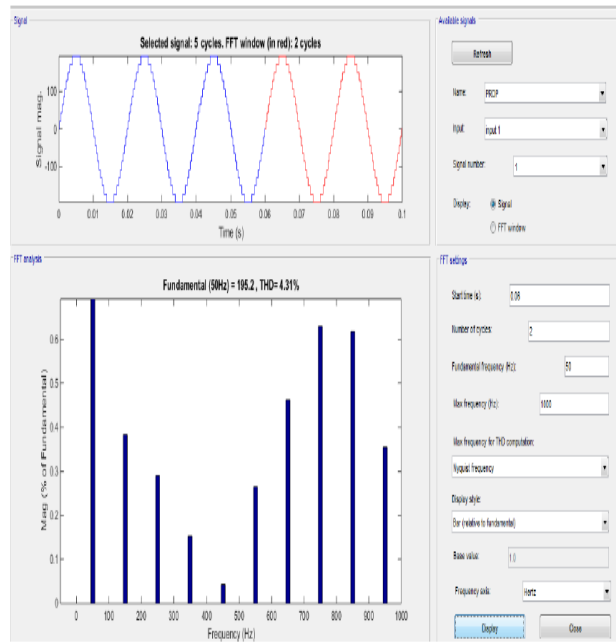 Signal
Selected signal: 5 cycles. FFT window (in red): 2 cycles
Signal mag.
100
0
-100
0 0.01 0.02 0.03 0.04 0.05 0.06 0.07 0.08 0.09 0.1
Time (s)
Available signals
Refresh
Name: PROP
Input: input 1
Signal number: 1
Display: Signal
FFT window
FFT analysis
Fundamental (50Hz) = 195.2 , THD= 4.31%
Mag (% of Fundamental)
0.6
0.5
0.4
0.3
0.2
0.1
0
0 100 200 300 400 500 600 700 800 900 1000
Frequency (Hz)
FFT settings
Start time (s): 0.06
Number of cycles: 2
Fundamental frequency (Hz): 50
Max frequency (Hz): 1000
Max frequency for THD computation:
Nyquist frequency
Display style:
Bar (relative to fundamental)
Base value: 1.0
Frequency axis: Hertz
Display Close